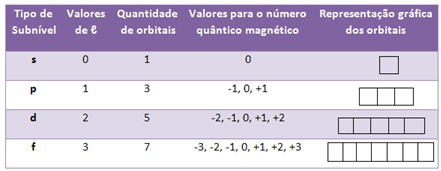 Tipo de Subnível Valores de ℓ Quantidade de orbitais Valores para o número quântico magnético Representação gráfica dos orbitais
s 0 1 0
p 1 3 -1, 0, +1
d 2 5 -2, -1, 0, +1, +2
f 3 7 -3, -2, -1, 0, +1, +2, +3